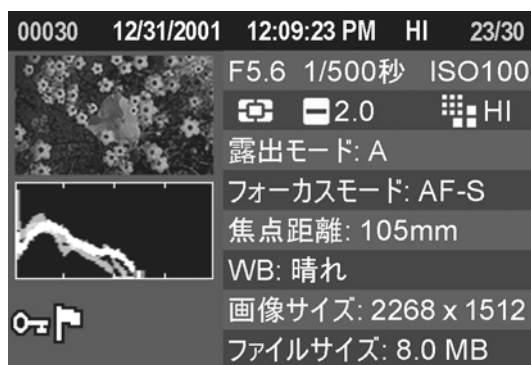 00030 12/31/2001 12:09:23 PM HI 23/30
F5.6 1/500秒 ISO100
2.0 HI
露出モード: A
フォーカスモード: AF-S
焦点距離: 105mm
WB: 晴れ
画像サイズ: 2268 x 1512
ファイルサイズ: 8.0 MB